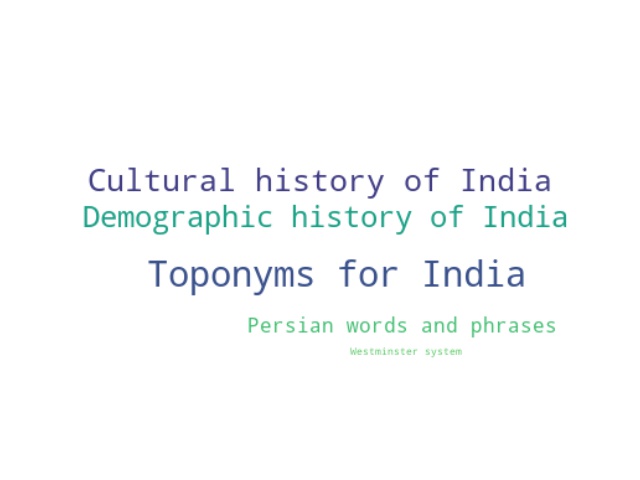 Cultural history of India
Demographic history of India
Toponyms for India
Persian words and phrases
Westminster system